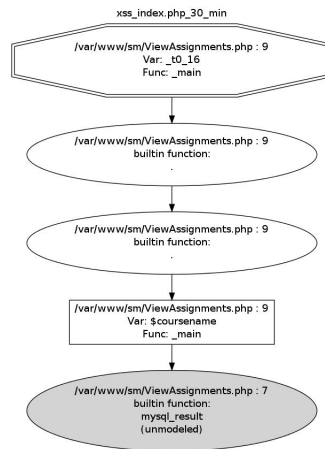 xss_index.php_30_min
/var/www/sm/ViewAssignments.php : 9
Var: _t0_16
Func: _main
/var/www/sm/ViewAssignments.php : 9
builtin function:
.
/var/www/sm/ViewAssignments.php : 9
builtin function:
.
/var/www/sm/ViewAssignments.php : 9
Var: $coursename
Func: _main
/var/www/sm/ViewAssignments.php : 7
builtin function:
mysql_result
(unmodeled)